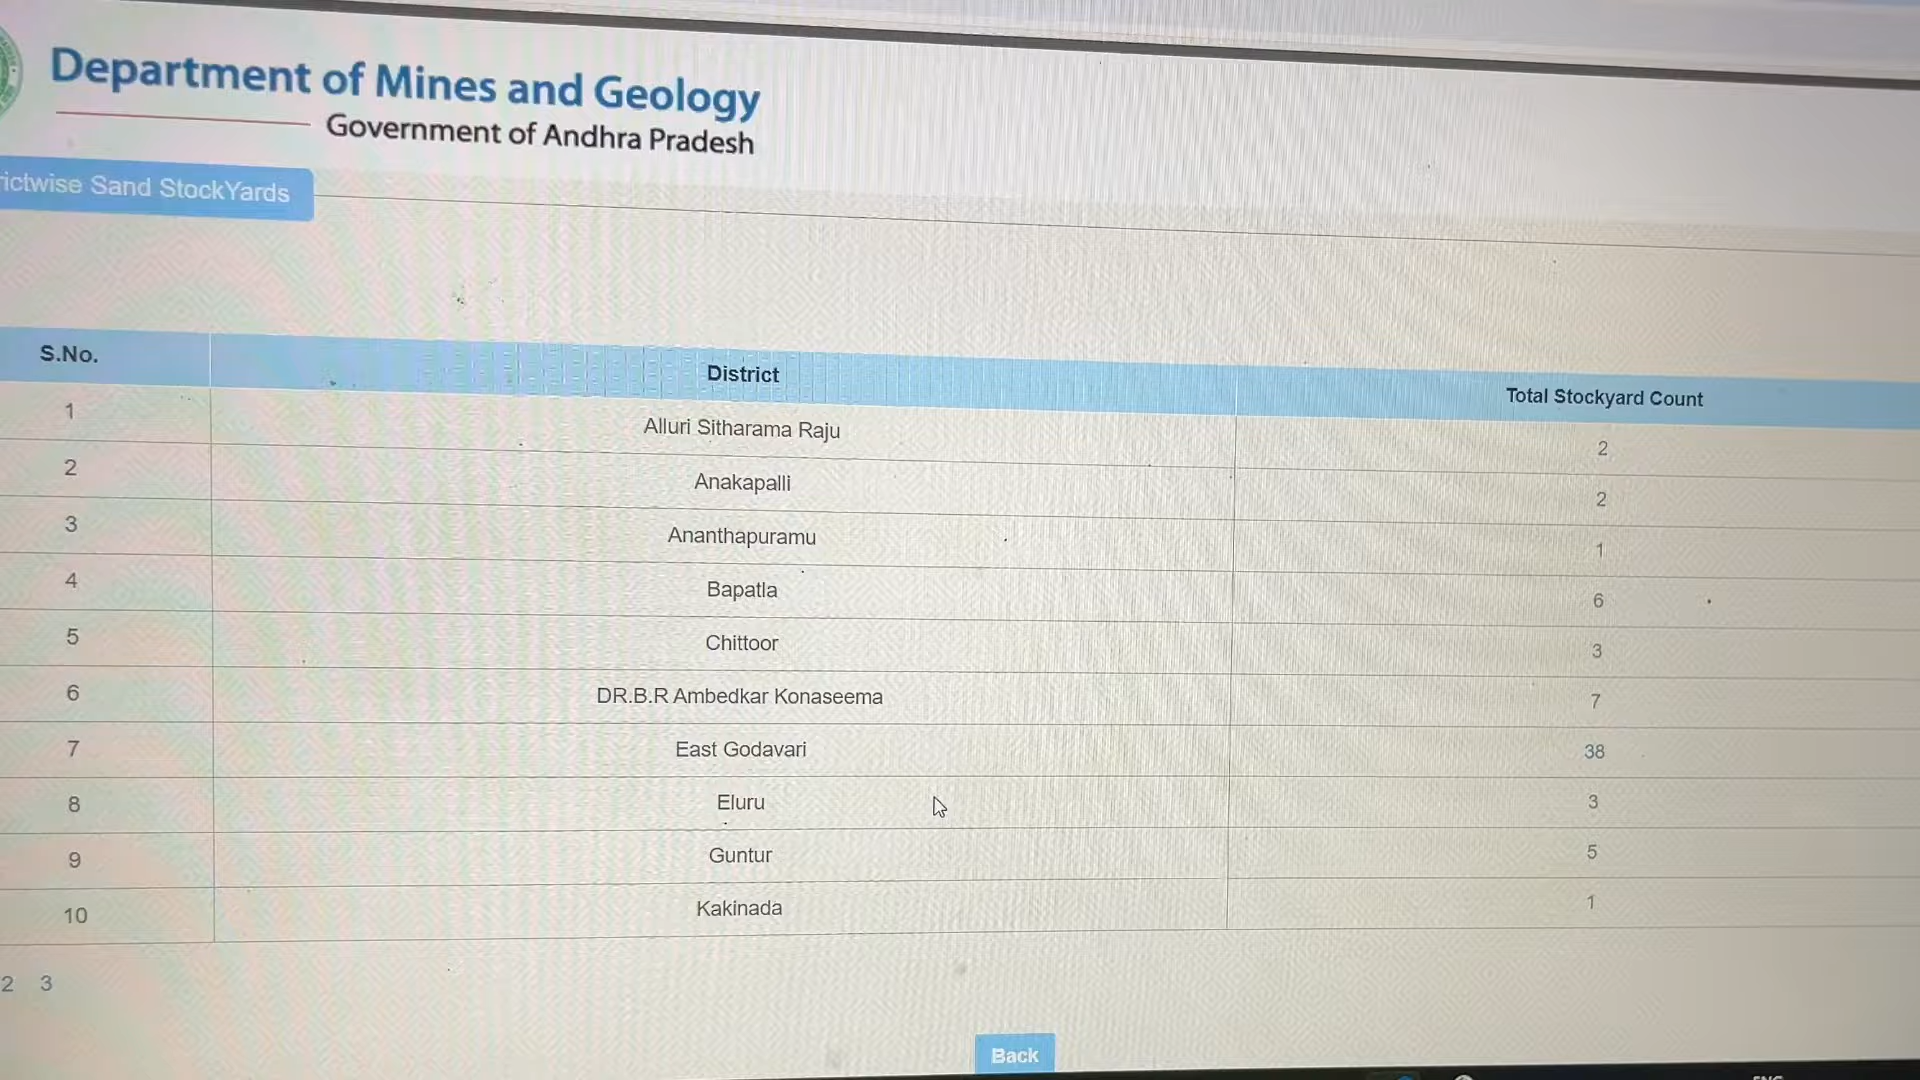 Department of Mines and Geology
Government of Andhra Pradesh
rictwise Sand StockYards
S.No. District Total Stockyard Count
1 Alluri Sitharama Raju 2
2 Anakapalli 2
3 Ananthapuramu 1
4 Bapatla 6
5 Chittoor 3
6 DR.B.R Ambedkar Konaseema 7
7 East Godavari 38
8 Eluru 3
9 Guntur 5
10 Kakinada 1
2 3
Back